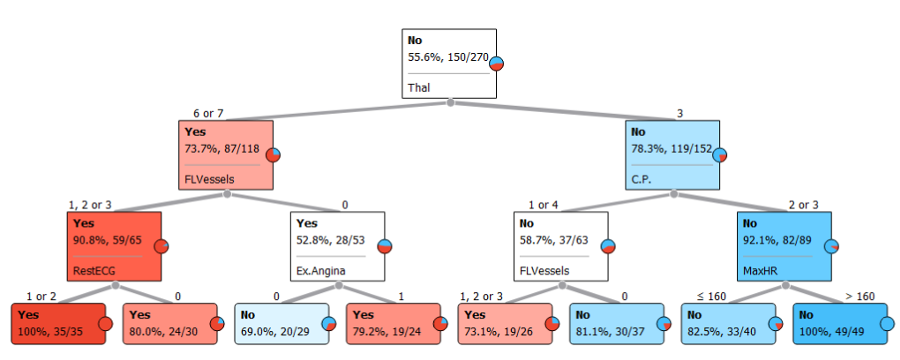 No
55.6%, 150/270
Thal
6 or 7
3
Yes
73.7%, 87/118
FLVessels
No
78.3%, 119/152
C.P.
1, 2 or 3
0
1 or 4
2 or 3
Yes
90.8%, 59/65
RestECG
Yes
52.8%, 28/53
Ex.Angina
No
58.7%, 37/63
FLVessels
No
92.1%, 82/89
MaxHR
1 or 2
0
0
1
1, 2 or 3
0
≤ 160
> 160
Yes
100%, 35/35
Yes
80.0%, 24/30
No
69.0%, 20/29
Yes
79.2%, 19/24
Yes
73.1%, 19/26
No
81.1%, 30/37
No
82.5%, 33/40
No
100%, 49/49